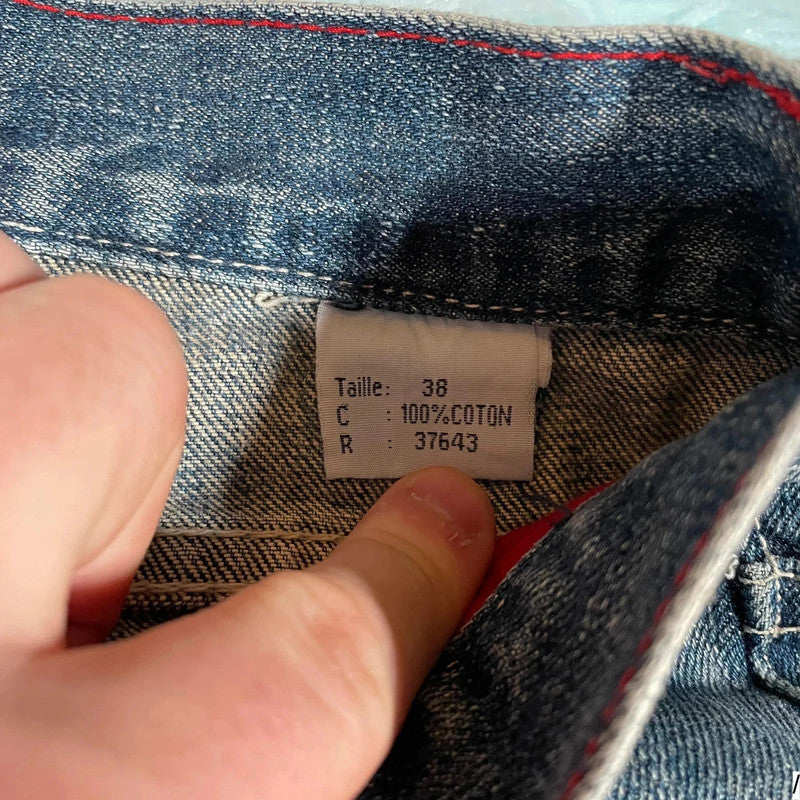 Taille: 38
C : 100%COTON
R : 37643